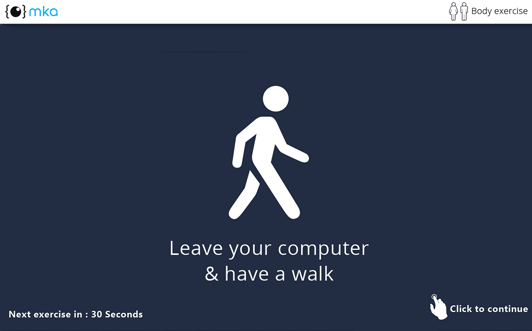 mka
Body exercise
Leave your computer
& have a walk
Next exercise in : 30 Seconds
Click to continue